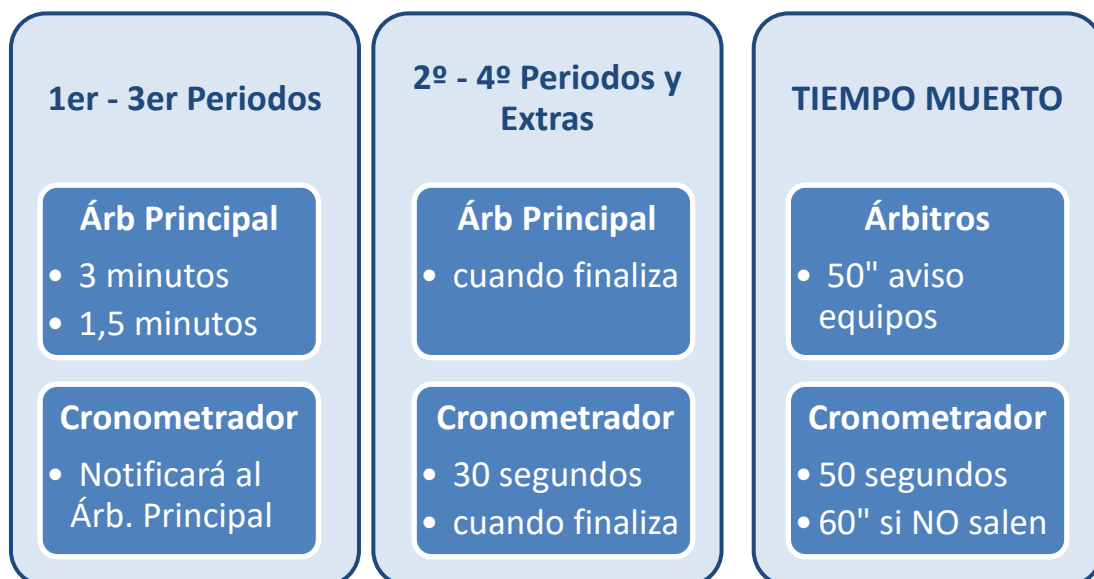 1er - 3er Periodos
Árb Principal
• 3 minutos
• 1,5 minutos
Cronometrador
• Notificará al
Árb. Principal
2º - 4º Periodos y
Extras
Árb Principal
• cuando finaliza
Cronometrador
• 30 segundos
• cuando finaliza
TIEMPO MUERTO
Árbitros
• 50" aviso
equipos
Cronometrador
• 50 segundos
• 60" si NO salen